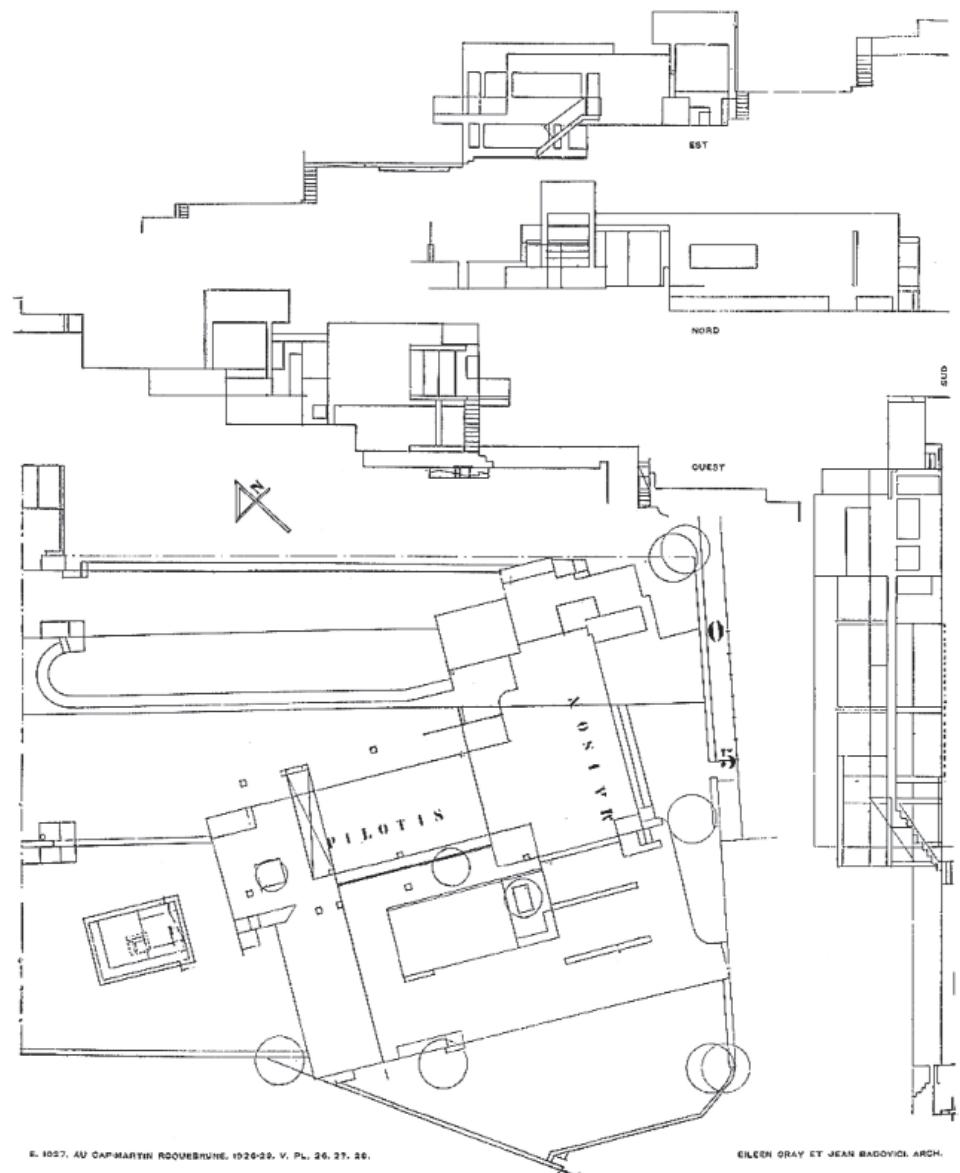 EST
NORD
SUD
OUEST
N
MAISON
PILOTIS
E. 1027. AU CAP-MARTIN ROQUEBRUNE. 1926-29. V. PL. 26. 27. 28.
EILEEN GRAY ET JEAN BADOVICI. ARCH.